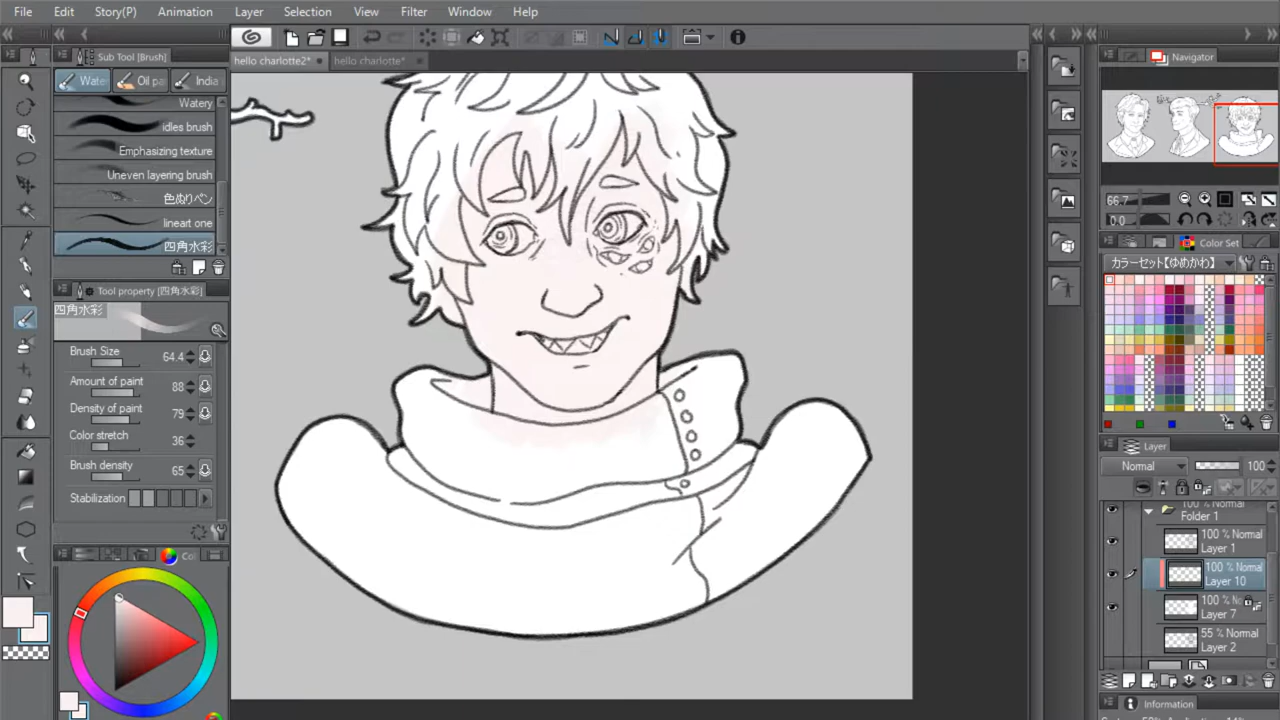 File Edit Story(P) Animation Layer Selection View Filter Window Help
hello charlotte2*
hello charlotte*
Sub Tool [Brush]
Wate
Oil pa
India
Watery
idles brush
Emphasizing texture
Uneven layering brush
色ぬりペン
lineart one
四角水彩
Tool property [四角水彩]
四角水彩
Brush Size 64.4
Amount of paint 88
Density of paint 79
Color stretch 36
Brush density 65
Stabilization
Co
Navigator
66.7
0.0
Color Set
カラーセット【ゆめかわ】
Layer
Normal 100
100 % Normal
Folder 1
100 % Normal
Layer 1
100 % Normal
Layer 10
100 % No
Layer 7
55 % Normal
Layer 2
Information